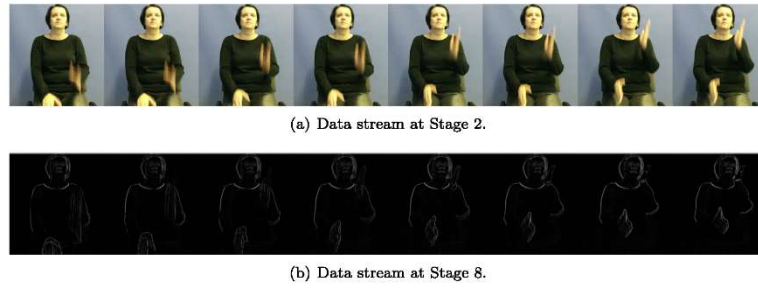 (a) Data stream at Stage 2.
(b) Data stream at Stage 8.